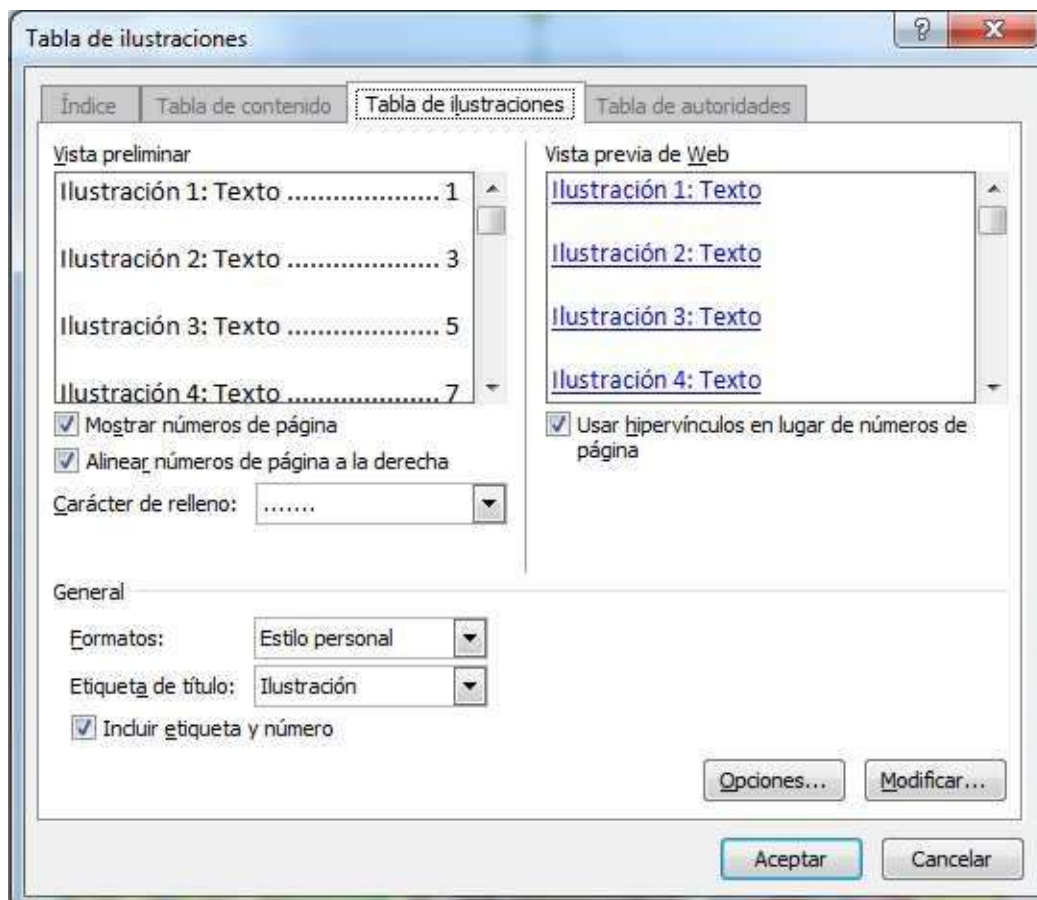 Tabla de ilustraciones
Índice
Tabla de contenido
Tabla de ilustraciones
Tabla de autoridades
Vista preliminar
Ilustración 1: Texto ..................... 1
Ilustración 2: Texto ..................... 3
Ilustración 3: Texto ..................... 5
Ilustración 4: Texto ..................... 7
Mostrar números de página
Alinear números de página a la derecha
Carácter de relleno: .......
Vista previa de Web
Ilustración 1: Texto
Ilustración 2: Texto
Ilustración 3: Texto
Ilustración 4: Texto
Usar hipervínculos en lugar de números de
página
General
Formatos: Estilo personal
Etiqueta de título: Ilustración
Incluir etiqueta y número
Opciones... Modificar...
Aceptar Cancelar